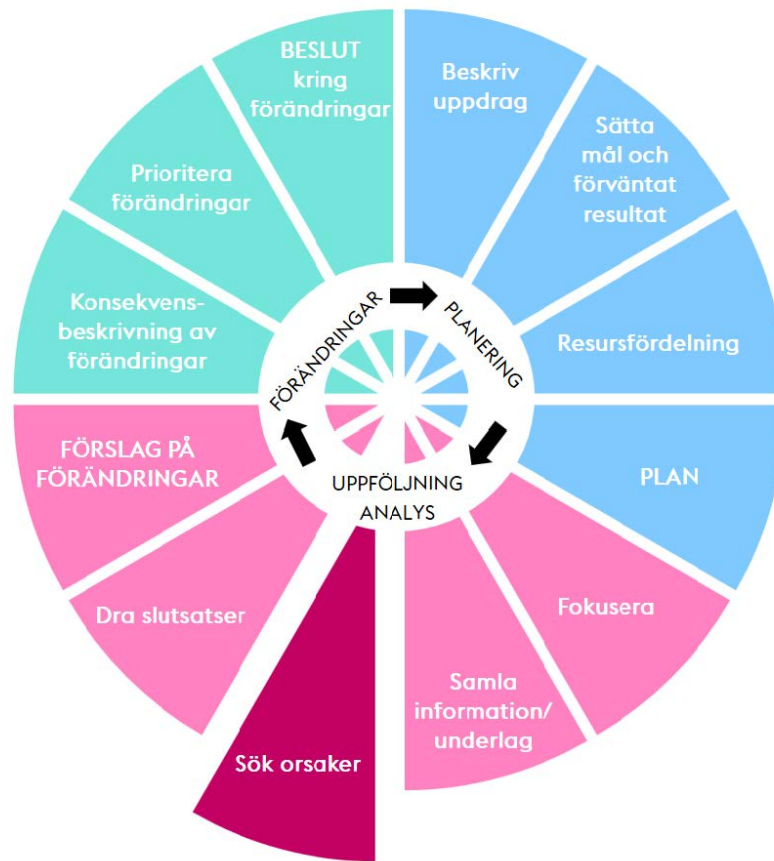 BESLUT
kring
förändringar
Beskriv
uppdrag
Sätta
mål och
förväntat
resultat
Prioritera
förändringar
Konsekvens-
beskrivning av
förändringar
Resursfördelning
FÖRÄNDRINGAR
PLANERING
UPPFÖLJNING
ANALYS
FÖRSLAG PÅ
FÖRÄNDRINGAR
PLAN
Dra slutsatser
Fokusera
Samla
information/
underlag
Sök orsaker